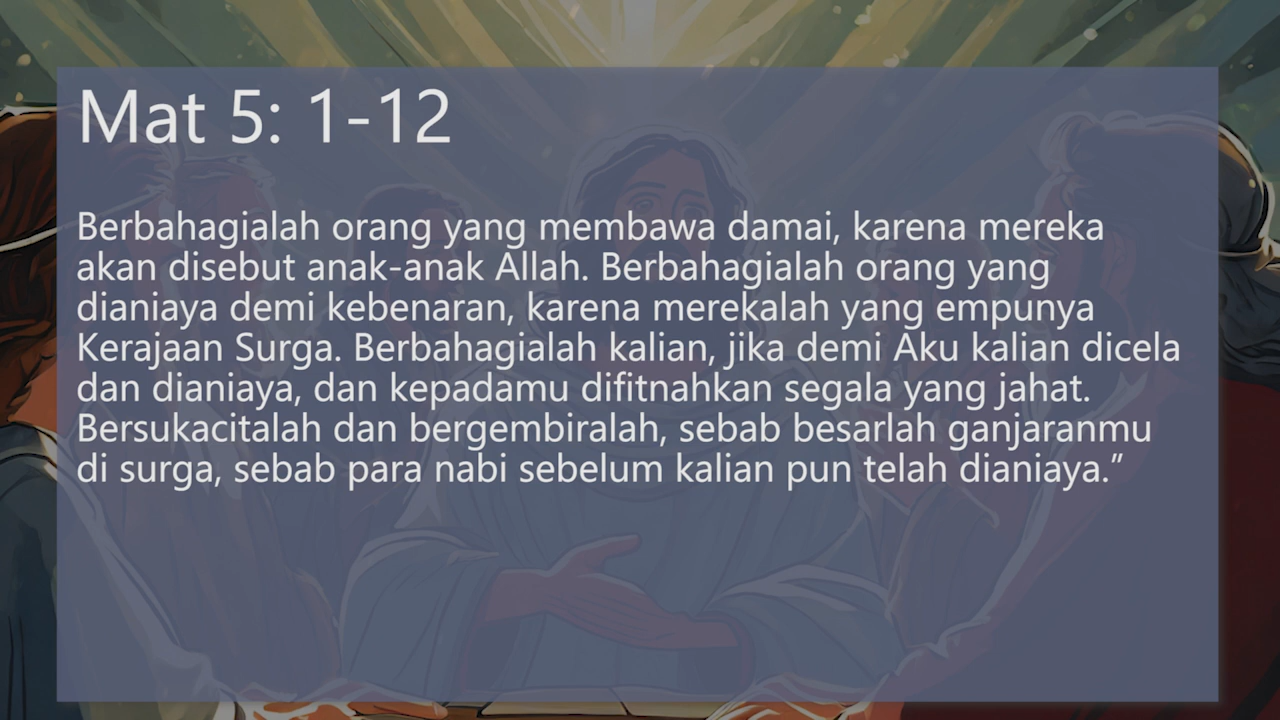 Mat 5: 1-12
Berbahagialah orang yang membawa damai, karena mereka
akan disebut anak-anak Allah. Berbahagialah orang yang
dianiaya demi kebenaran, karena merekalah yang empunya
Kerajaan Surga. Berbahagialah kalian, jika demi Aku kalian dicela
dan dianiaya, dan kepadamu difitnahkan segala yang jahat.
Bersukacitalah dan bergembiralah, sebab besarlah ganjaranmu
di surga, sebab para nabi sebelum kalian pun telah dianiaya.”